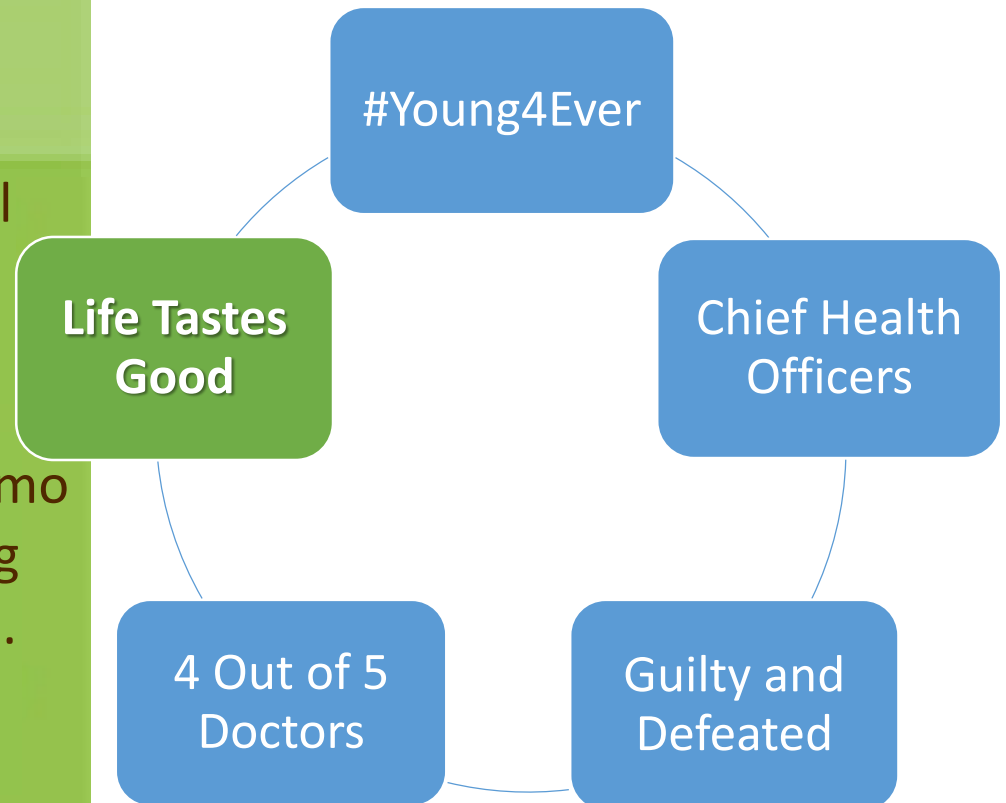 #Young4Ever
Life Tastes
Good
Chief Health
Officers
4 Out of 5
Doctors
Guilty and
Defeated